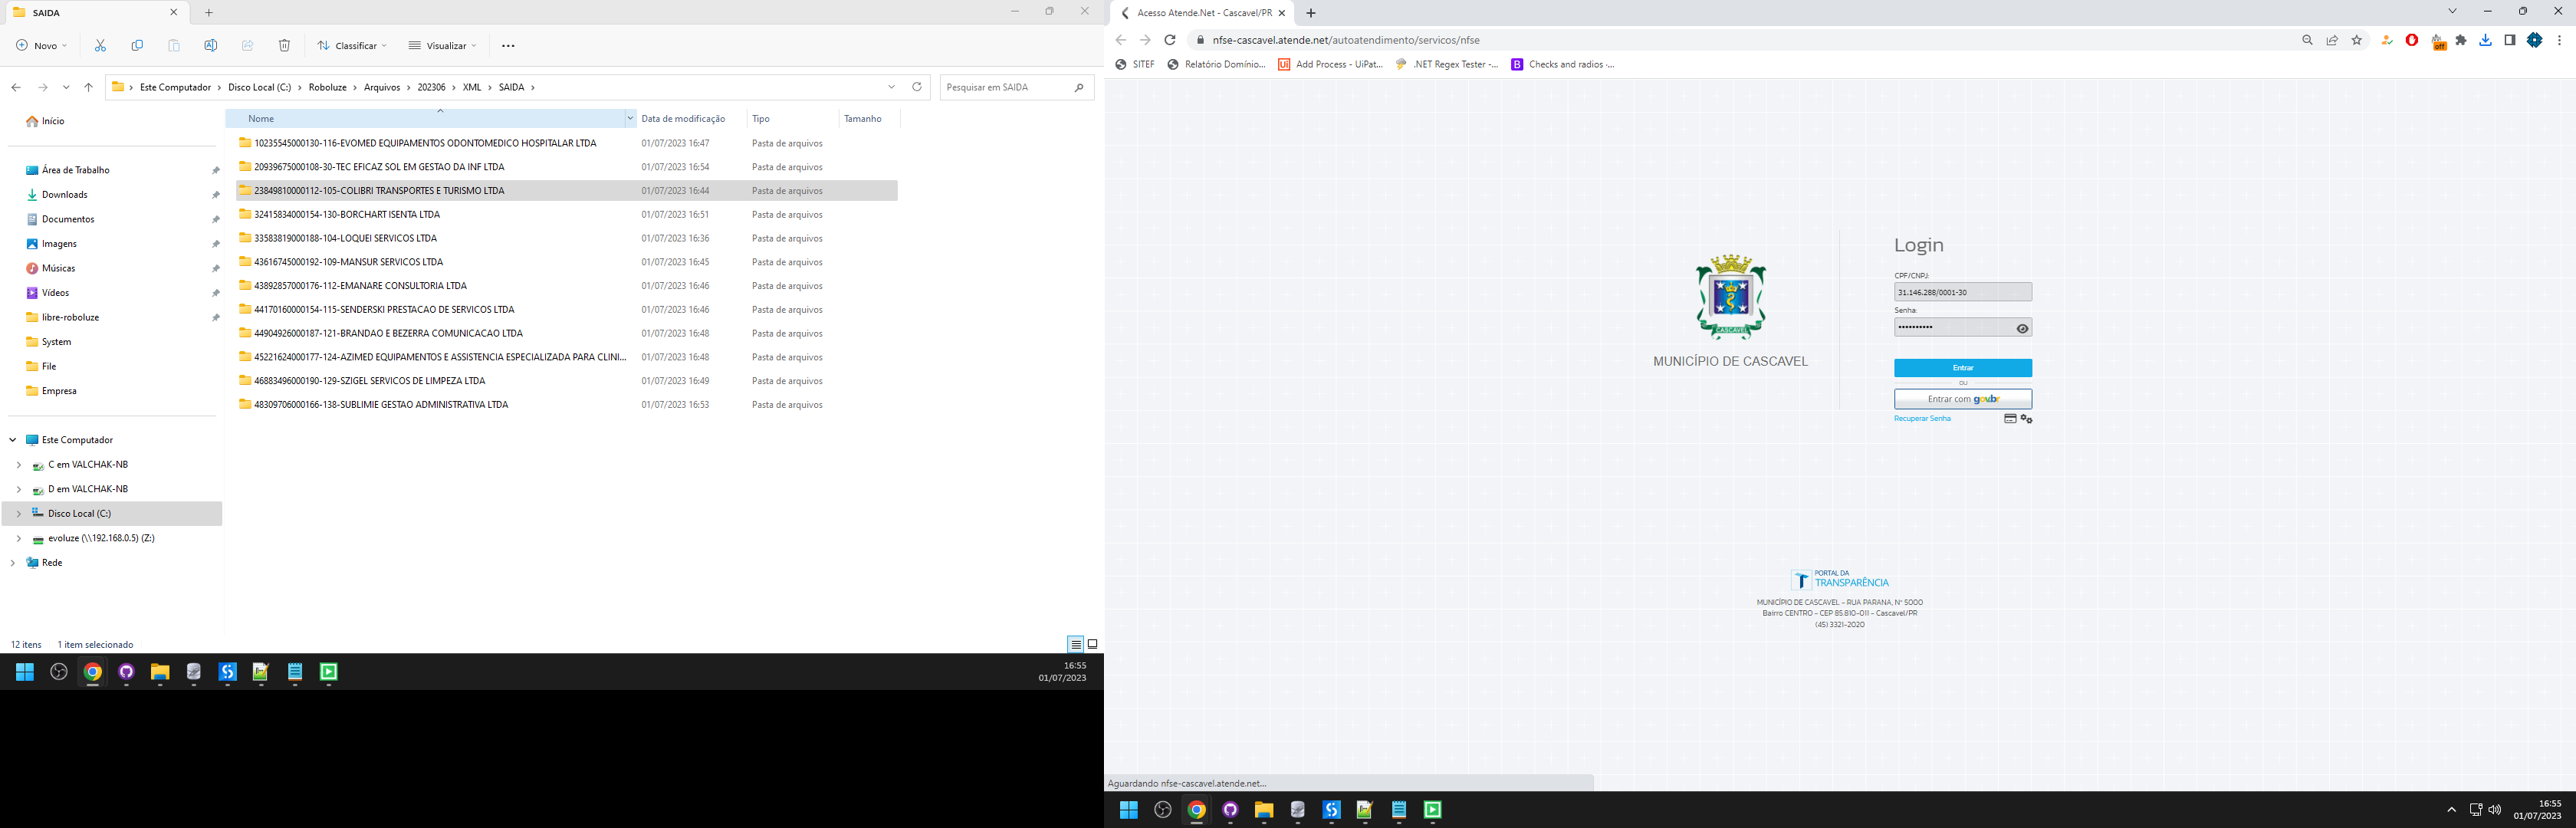 SAIDA
Novo
Classificar
Visualizar
Este Computador > Disco Local (C:) > Roboluze > Arquivos > 202306 > XML > SAIDA >
Pesquisar em SAIDA
Início
Área de Trabalho
Downloads
Documentos
Imagens
Músicas
Vídeos
libre-roboluze
System
File
Empresa
Este Computador
C em VALCHAK-NB
D em VALCHAK-NB
Disco Local (C:)
evoluze (\\192.168.0.5) (Z:)
Rede
Nome Data de modificação Tipo Tamanho
10235545000130-116-EVOMED EQUIPAMENTOS ODONTOMEDICO HOSPITALAR LTDA 01/07/2023 16:47 Pasta de arquivos
20939675000108-30-TEC EFICAZ SOL EM GESTAO DA INF LTDA 01/07/2023 16:54 Pasta de arquivos
23849810000112-105-COLIBRI TRANSPORTES E TURISMO LTDA 01/07/2023 16:44 Pasta de arquivos
32415834000154-130-BORCHART ISENTA LTDA 01/07/2023 16:51 Pasta de arquivos
33583819000188-104-LOQUEI SERVICOS LTDA 01/07/2023 16:36 Pasta de arquivos
43616745000192-109-MANSUR SERVICOS LTDA 01/07/2023 16:45 Pasta de arquivos
43892857000176-112-EMANARE CONSULTORIA LTDA 01/07/2023 16:46 Pasta de arquivos
44170160000154-115-SENDERSKI PRESTACAO DE SERVICOS LTDA 01/07/2023 16:46 Pasta de arquivos
44904926000187-121-BRANDAO E BEZERRA COMUNICACAO LTDA 01/07/2023 16:48 Pasta de arquivos
45221624000177-124-AZIMED EQUIPAMENTOS E ASSISTENCIA ESPECIALIZADA PARA CLINI... 01/07/2023 16:48 Pasta de arquivos
46883496000190-129-SZIGEL SERVICOS DE LIMPEZA LTDA 01/07/2023 16:49 Pasta de arquivos
48309706000166-138-SUBLIMIE GESTAO ADMINISTRATIVA LTDA 01/07/2023 16:53 Pasta de arquivos
12 itens 1 item selecionado
16:55
01/07/2023
Acesso Atende.Net - Cascavel/PR
nfse-cascavel.atende.net/autoatendimento/servicos/nfse
off
SITEF
Relatório Domínio...
Ui Add Process - UiPat...
.NET Regex Tester -...
B Checks and radios ·...
CASCAVEL
MUNICÍPIO DE CASCAVEL
Login
CPF/CNPJ:
31.146.288/0001-30
Senha:
Entrar
OU
Entrar com gov.br
Recuperar Senha
PORTAL DA
TRANSPARÊNCIA
MUNICÍPIO DE CASCAVEL - RUA PARANA, Nº 5000
Bairro CENTRO - CEP 85.810-011 - Cascavel/PR
(45) 3321-2020
Aguardando nfse-cascavel.atende.net...
16:55
01/07/2023